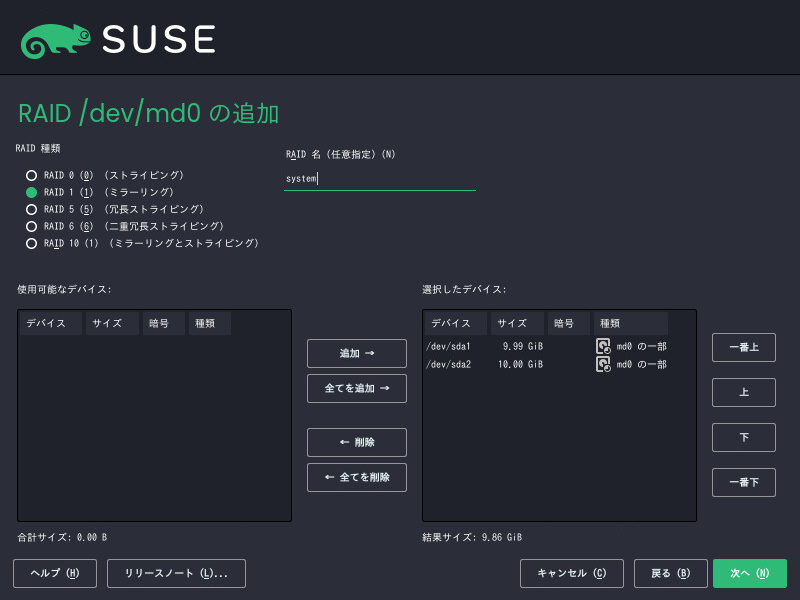 SUSE
RAID /dev/md0 の追加
RAID 種類
RAID 0 (0) (ストライピング)
RAID 1 (1) (ミラーリング)
RAID 5 (5) (冗長ストライピング)
RAID 6 (6) (二重冗長ストライピング)
RAID 10 (1) (ミラーリングとストライピング)
RAID 名 (任意指定)(N)
system
使用可能なデバイス:
デバイス サイズ 暗号 種類
合計サイズ: 0.00 B
追加 →
全てを追加 →
← 削除
← 全てを削除
選択したデバイス:
デバイス サイズ 暗号 種類
/dev/sda1 9.99 GiB md0 の一部
/dev/sda2 10.00 GiB md0 の一部
結果サイズ: 9.86 GiB
一番上
上
下
一番下
ヘルプ (H) リリースノート (L)... キャンセル (C) 戻る (B) 次へ (N)